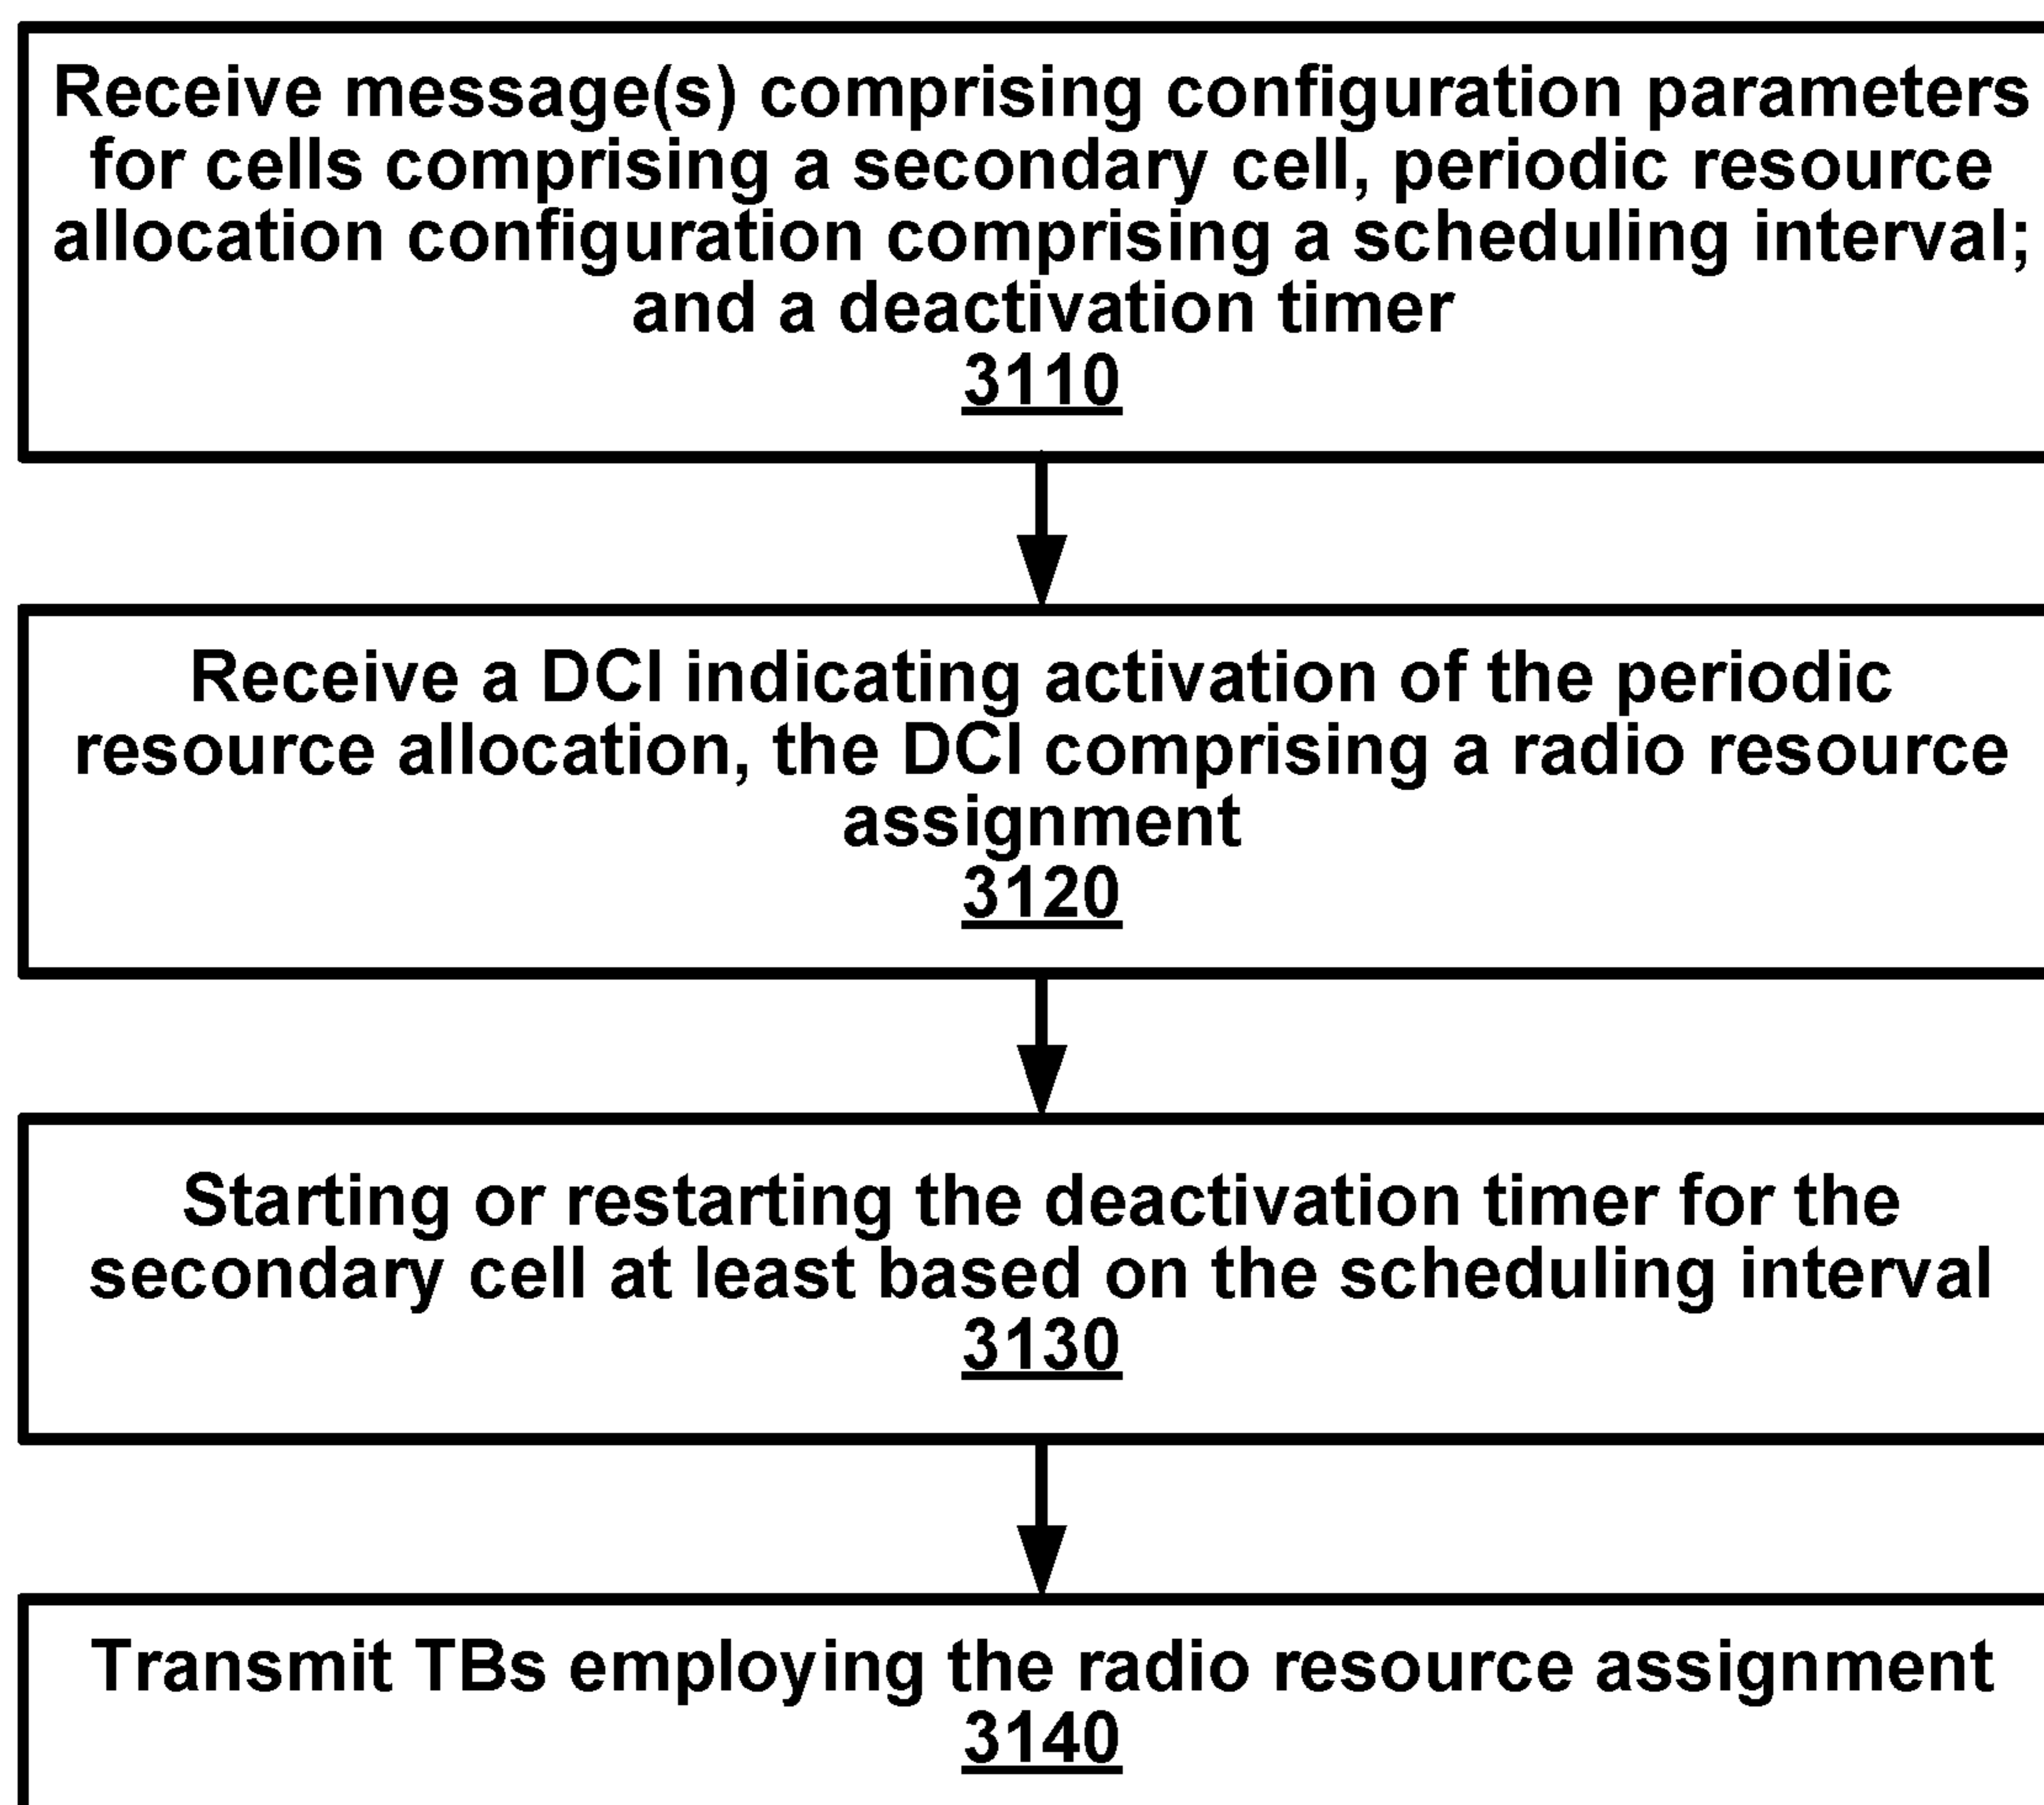 Receive message(s) comprising configuration parameters
for cells comprising a secondary cell, periodic resource
allocation configuration comprising a scheduling interval;
and a deactivation timer
3110
Receive a DCI indicating activation of the periodic
resource allocation, the DCI comprising a radio resource
assignment
3120
Starting or restarting the deactivation timer for the
secondary cell at least based on the scheduling interval
3130
Transmit TBs employing the radio resource assignment
3140